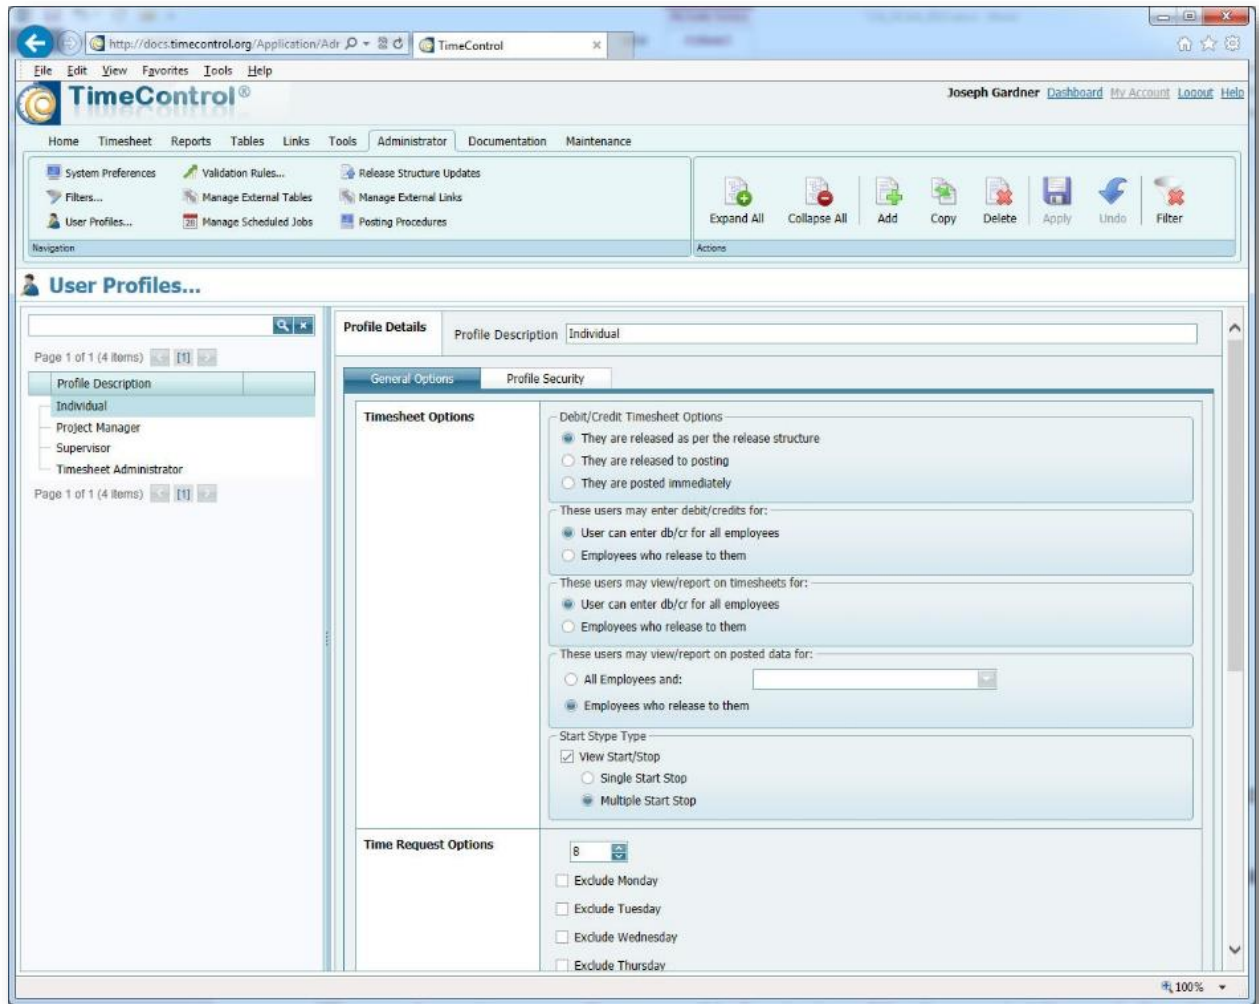 http://docs.timecontrol.org/Application/Adr
TimeControl
File Edit View Favorites Tools Help
TimeControl®
Joseph Gardner Dashboard My Account Logout Help
Home Timesheet Reports Tables Links Tools Administrator Documentation Maintenance
System Preferences Validation Rules... Release Structure Updates
Filters... Manage External Tables Manage External Links
User Profiles... Manage Scheduled Jobs Posting Procedures
Expand All Collapse All Add Copy Delete Apply Undo Filter
Navigation Actions
User Profiles...
Profile Details Profile Description Individual
Page 1 of 1 (4 items) [1]
Profile Description
Individual
Project Manager
Supervisor
Timesheet Administrator
Page 1 of 1 (4 items) [1]
General Options Profile Security
Timesheet Options
Debit/Credit Timesheet Options
They are released as per the release structure
They are released to posting
They are posted immediately
These users may enter debit/credits for:
User can enter db/cr for all employees
Employees who release to them
These users may view/report on timesheets for:
User can enter db/cr for all employees
Employees who release to them
These users may view/report on posted data for:
All Employees and:
Employees who release to them
Start Stype Type
View Start/Stop
Single Start Stop
Multiple Start Stop
Time Request Options
8
Exclude Monday
Exclude Tuesday
Exclude Wednesday
Exclude Thursday
100%